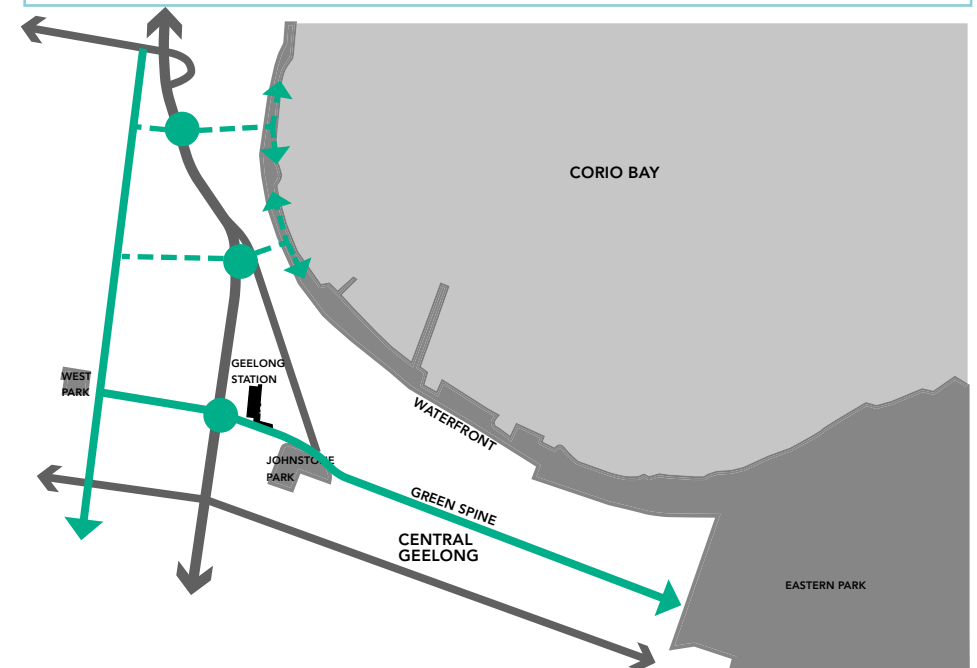 CORIO BAY
GEELONG
STATION
WEST
PARK
WATERFRONT
JOHNSTONE
PARK
GREEN SPINE
CENTRAL
GEELONG
EASTERN PARK